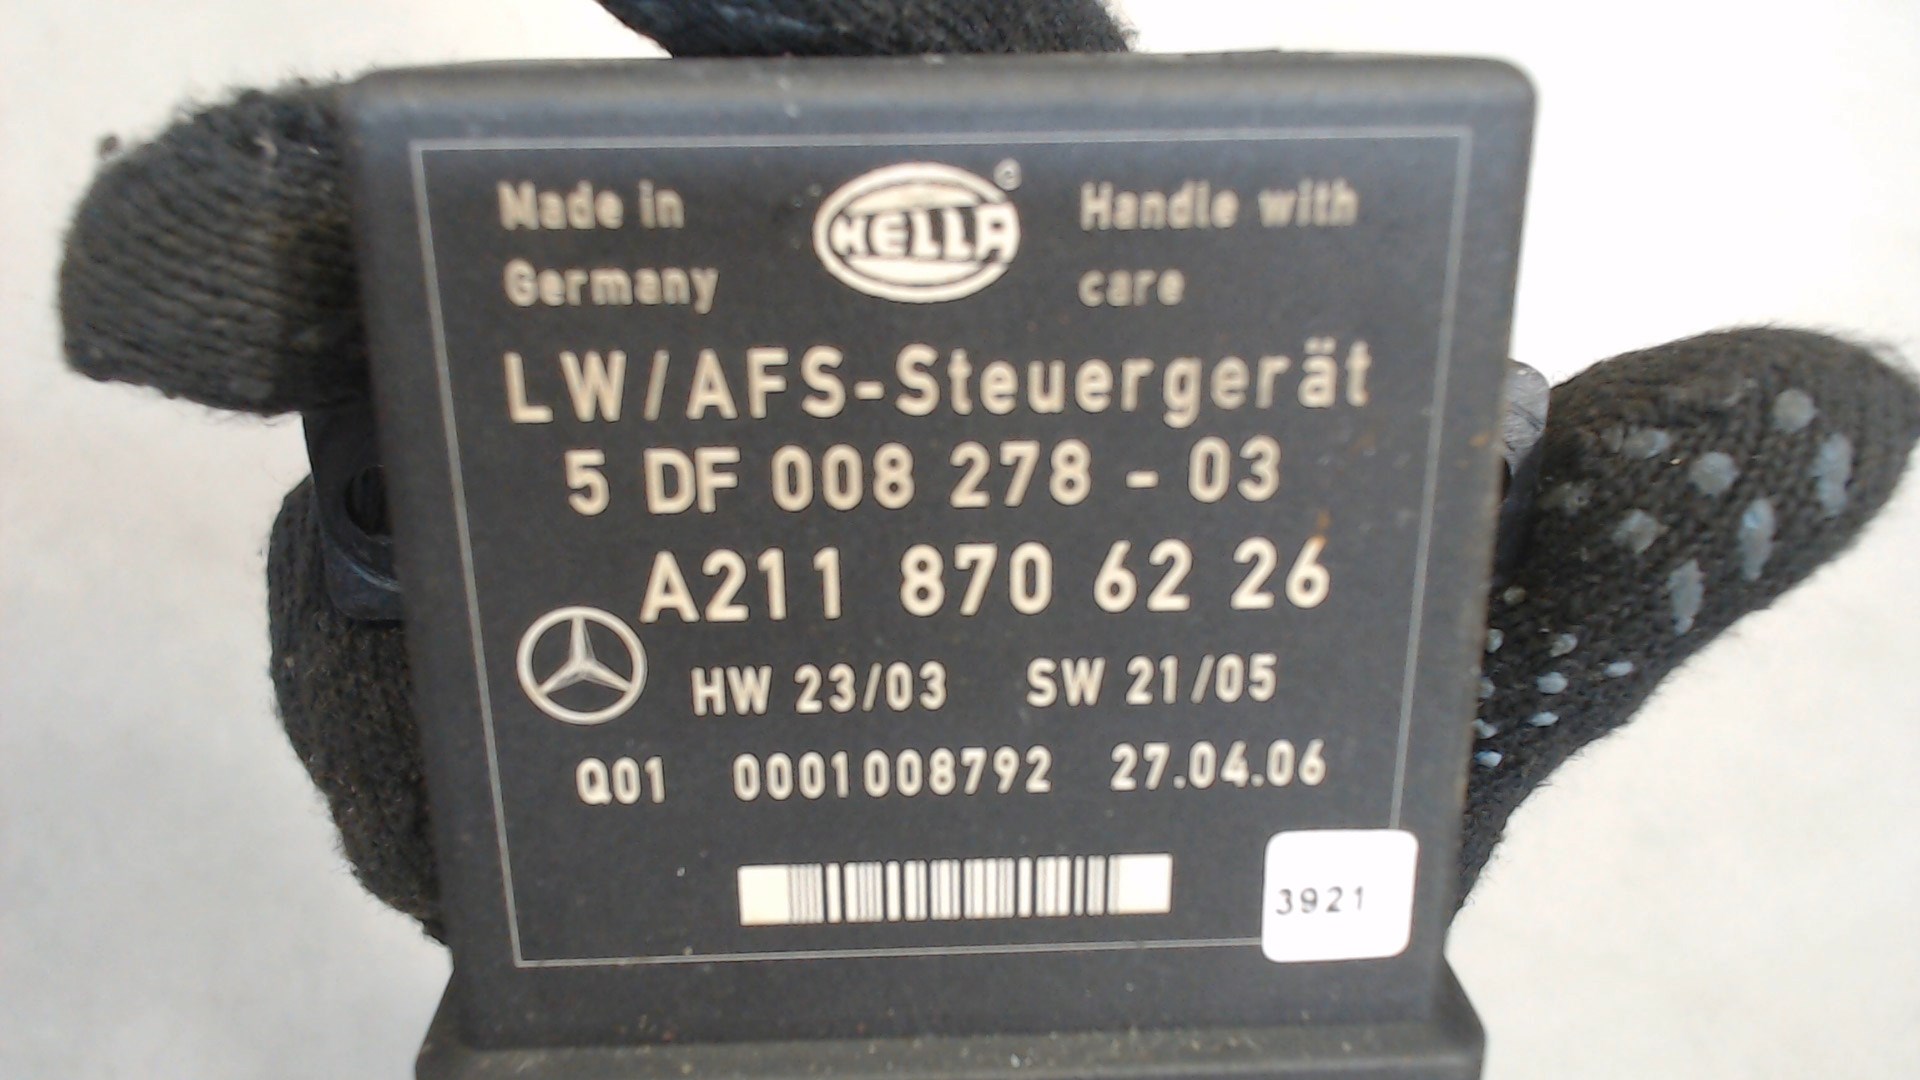 Made in
Germany
HELLA
Handle with
care
LW/AFS-Steuergerät
5 DF 008 278 - 03
A211 870 62 26
HW 23/03 SW 21/05
Q01 0001008792 27.04.06
3921